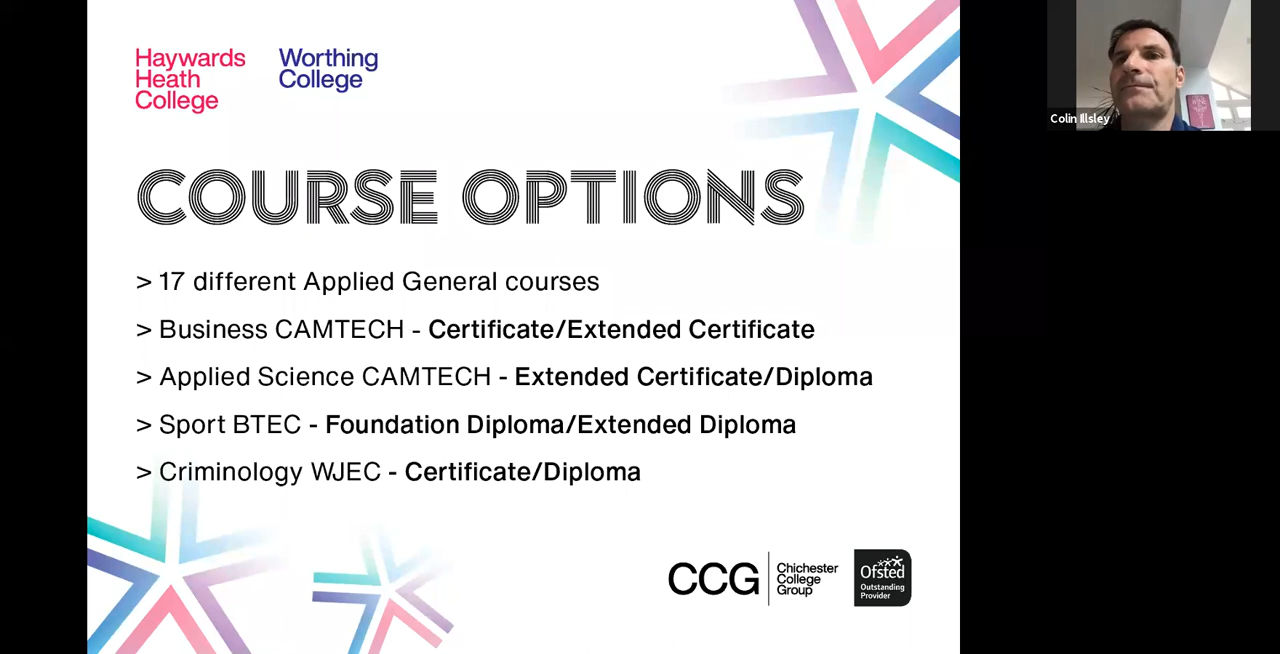 Haywards
Heath
College
Worthing
College
COURSE OPTIONS
> 17 different Applied General courses
> Business CAMTECH - Certificate/Extended Certificate
> Applied Science CAMTECH - Extended Certificate/Diploma
> Sport BTEC - Foundation Diploma/Extended Diploma
> Criminology WJEC - Certificate/Diploma
CCG
Chichester
College
Group
Ofsted
Outstanding
Provider
Colin Illsley
WINE